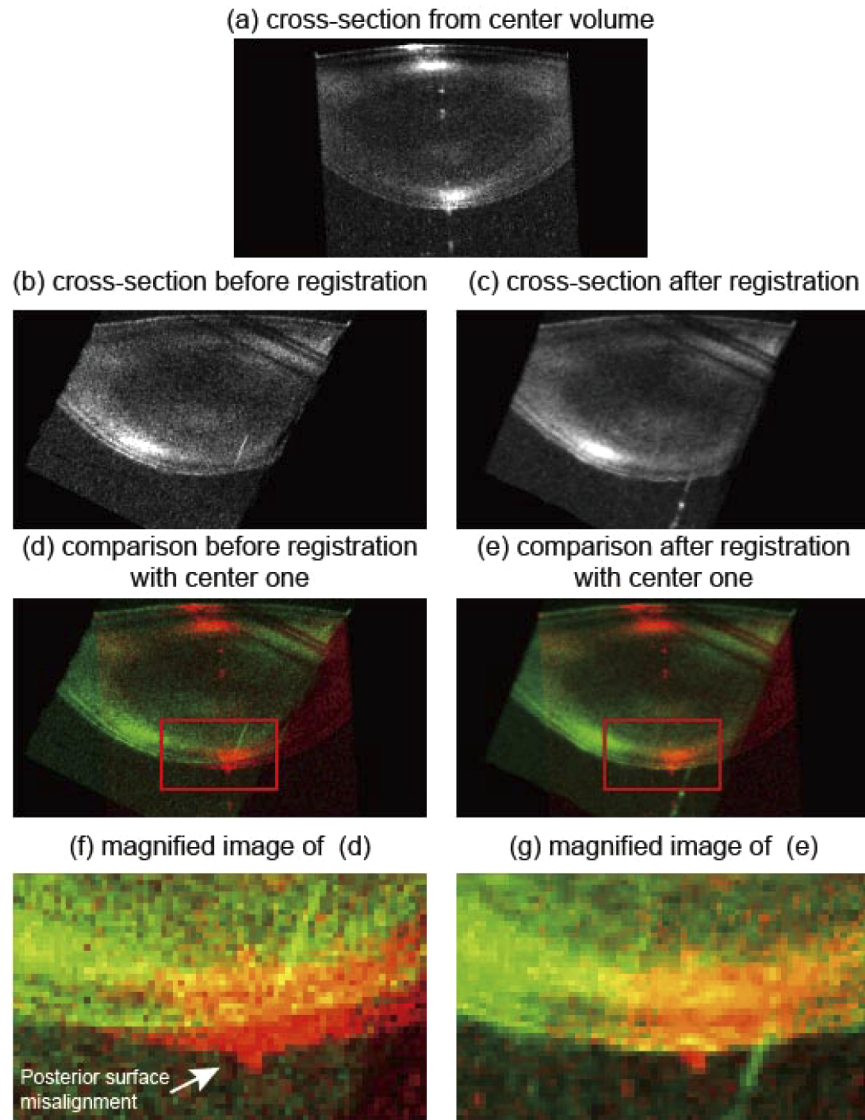 (a) cross-section from center volume
(b) cross-section before registration
(c) cross-section after registration
(d) comparison before registration
with center one
(e) comparison after registration
with center one
(f) magnified image of (d)
(g) magnified image of (e)
Posterior surface
misalignment